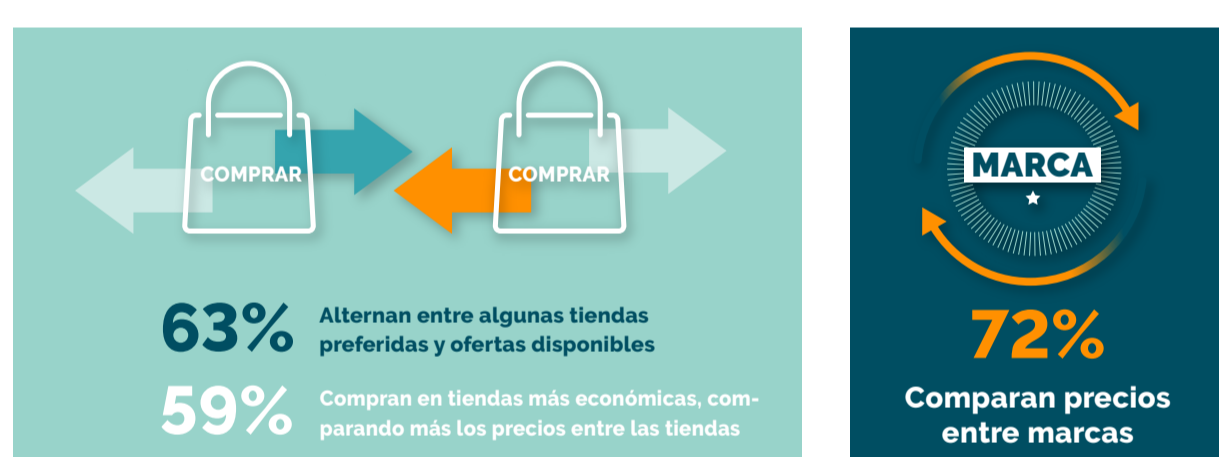 COMPRAR
COMPRAR
63%
Alternan entre algunas tiendas
preferidas y ofertas disponibles
59%
Compran en tiendas más económicas, com-
parando más los precios entre las tiendas
MARCA
72%
Comparan precios
entre marcas